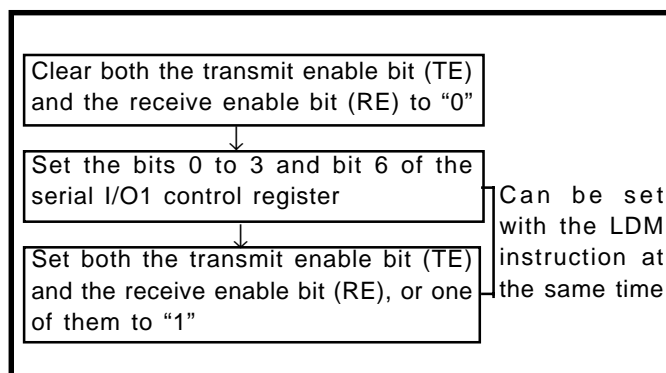 Clear both the transmit enable bit (TE)
and the receive enable bit (RE) to “0”
Set the bits 0 to 3 and bit 6 of the
serial I/O1 control register
Set both the transmit enable bit (TE)
and the receive enable bit (RE), or one
of them to “1”
Can be set
with the LDM
instruction at
the same time